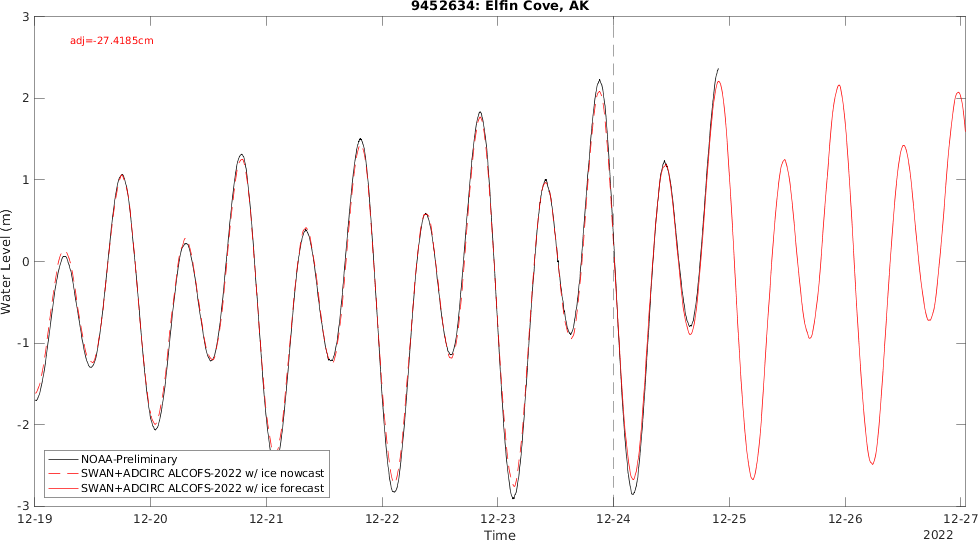 9452634: Elfin Cove, AK
adj=-27.4185cm
3
2
1
0
-1
-2
-3
Water Level (m)
NOAA-Preliminary
SWAN+ADCIRC ALCOFS-2022 w/ ice nowcast
SWAN+ADCIRC ALCOFS-2022 w/ ice forecast
12-19 12-20 12-21 12-22 12-23 12-24 12-25 12-26 12-27
Time
2022